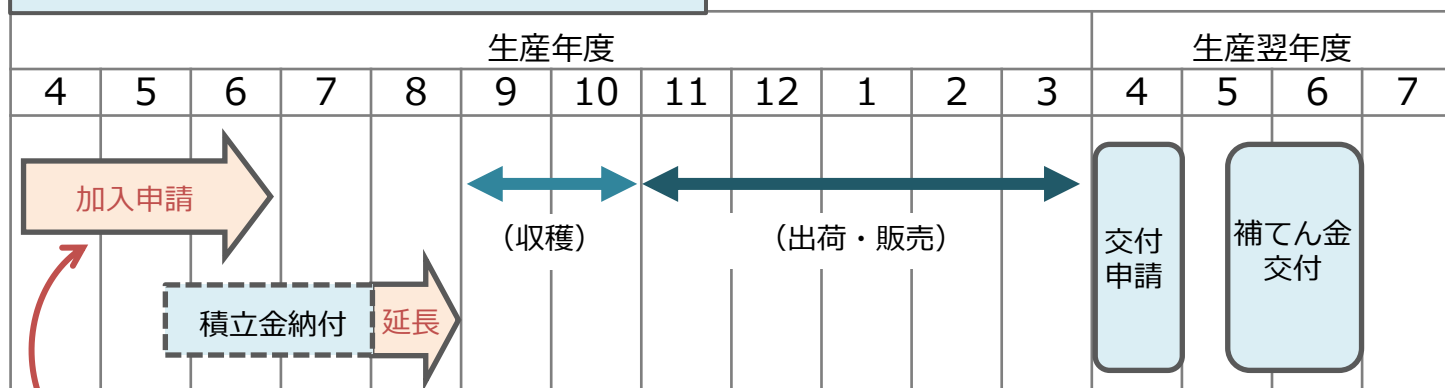 生産年度 生産翌年度
4 5 6 7 8 9 10 11 12 1 2 3 4 5 6 7
加入申請
（収穫）
（出荷・販売）
交付
申請
補てん金
交付
積立金納付
延長